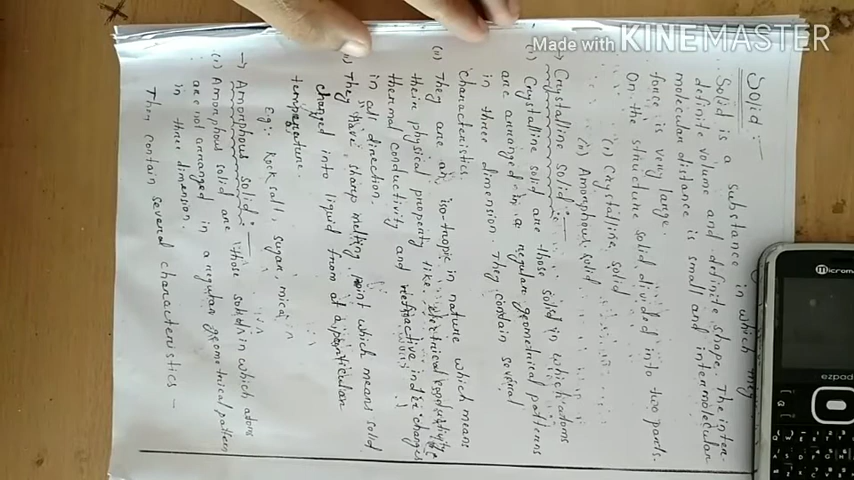 Solid :—
Solid is a substance in which they
definite volume and definite shape. The inter-
molecular distance is small and intermolecular
force is very large.
On the structure solid divided into two parts.
(i) Crystalline solid
(ii) Amorphous solid
→ Crystalline Solid :—
(i) Crystalline solid are those solid in which atoms
are arranged in a regular geometrical patterns
in three dimension. They contain several
characteristics.
(ii) They are an iso-tropic in nature which means
their physical property like electrical
thermal conductivity and refractive index changes
in all direction.
They have sharp melting point which means solid
changed into liquid from at a particular
temperature.
eg:- Rock salt, sugar, mica
→ Amorphous solid :—
(i) Amorphous solid are those solids in which atoms
are not arranged in a regular geometrical pattern
in three dimension.
They contain several characteristics —
Made with KINEMASTER
Microma
ezpad